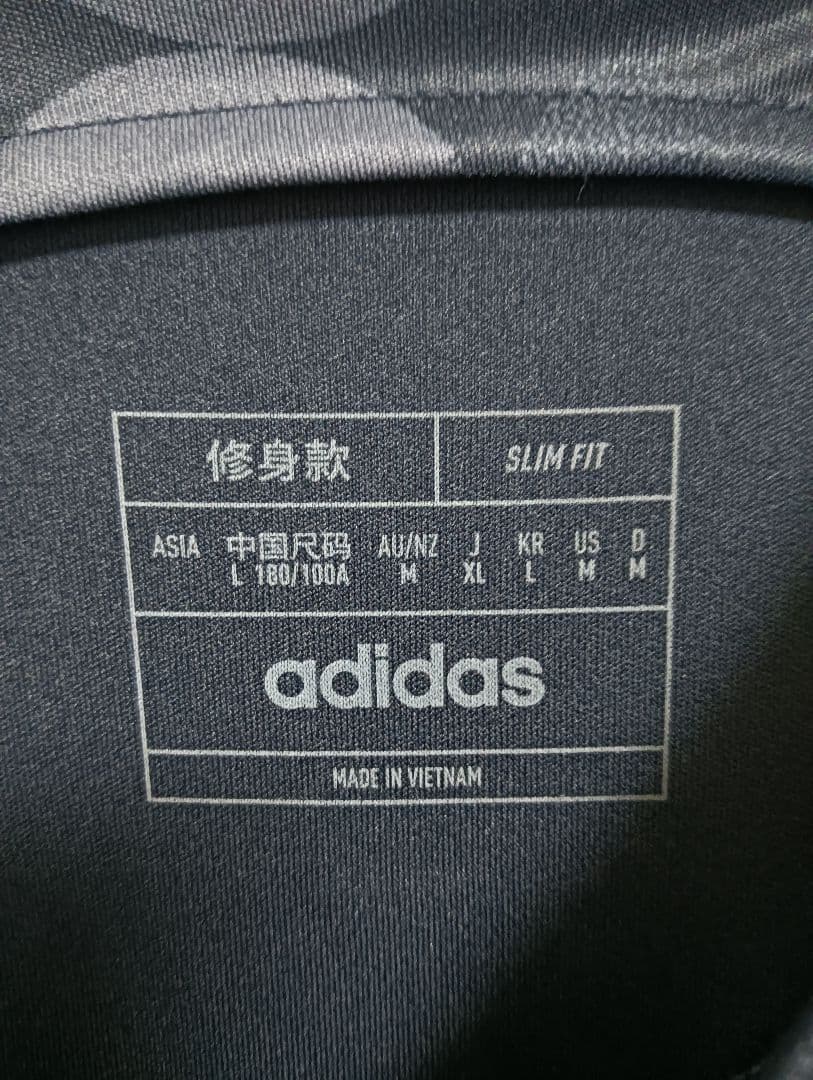 修身款 SLIM FIT
ASIA 中国尺码 AU/NZ J KR US D
L 180/100A M XL L M M
adidas
MADE IN VIETNAM